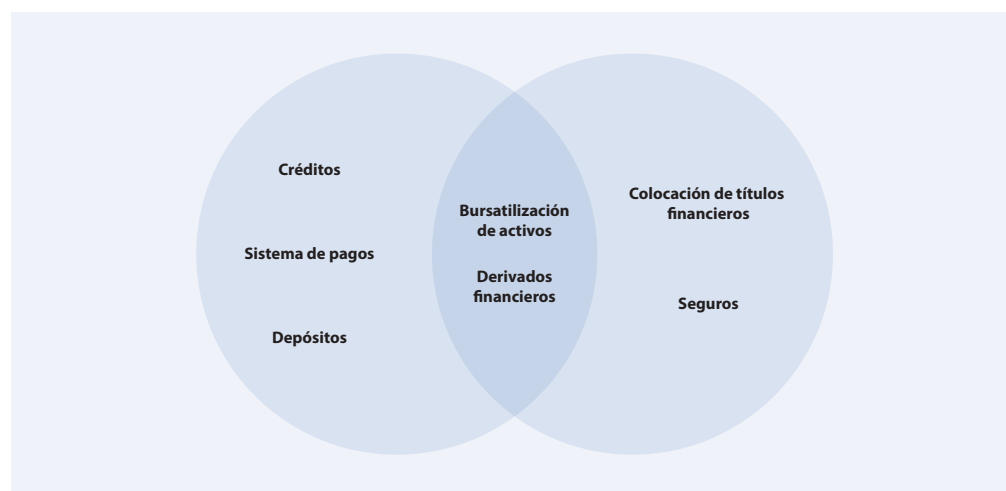 Créditos
Sistema de pagos
Depósitos
Bursatilización
de activos
Derivados
financieros
Colocación de títulos
financieros
Seguros